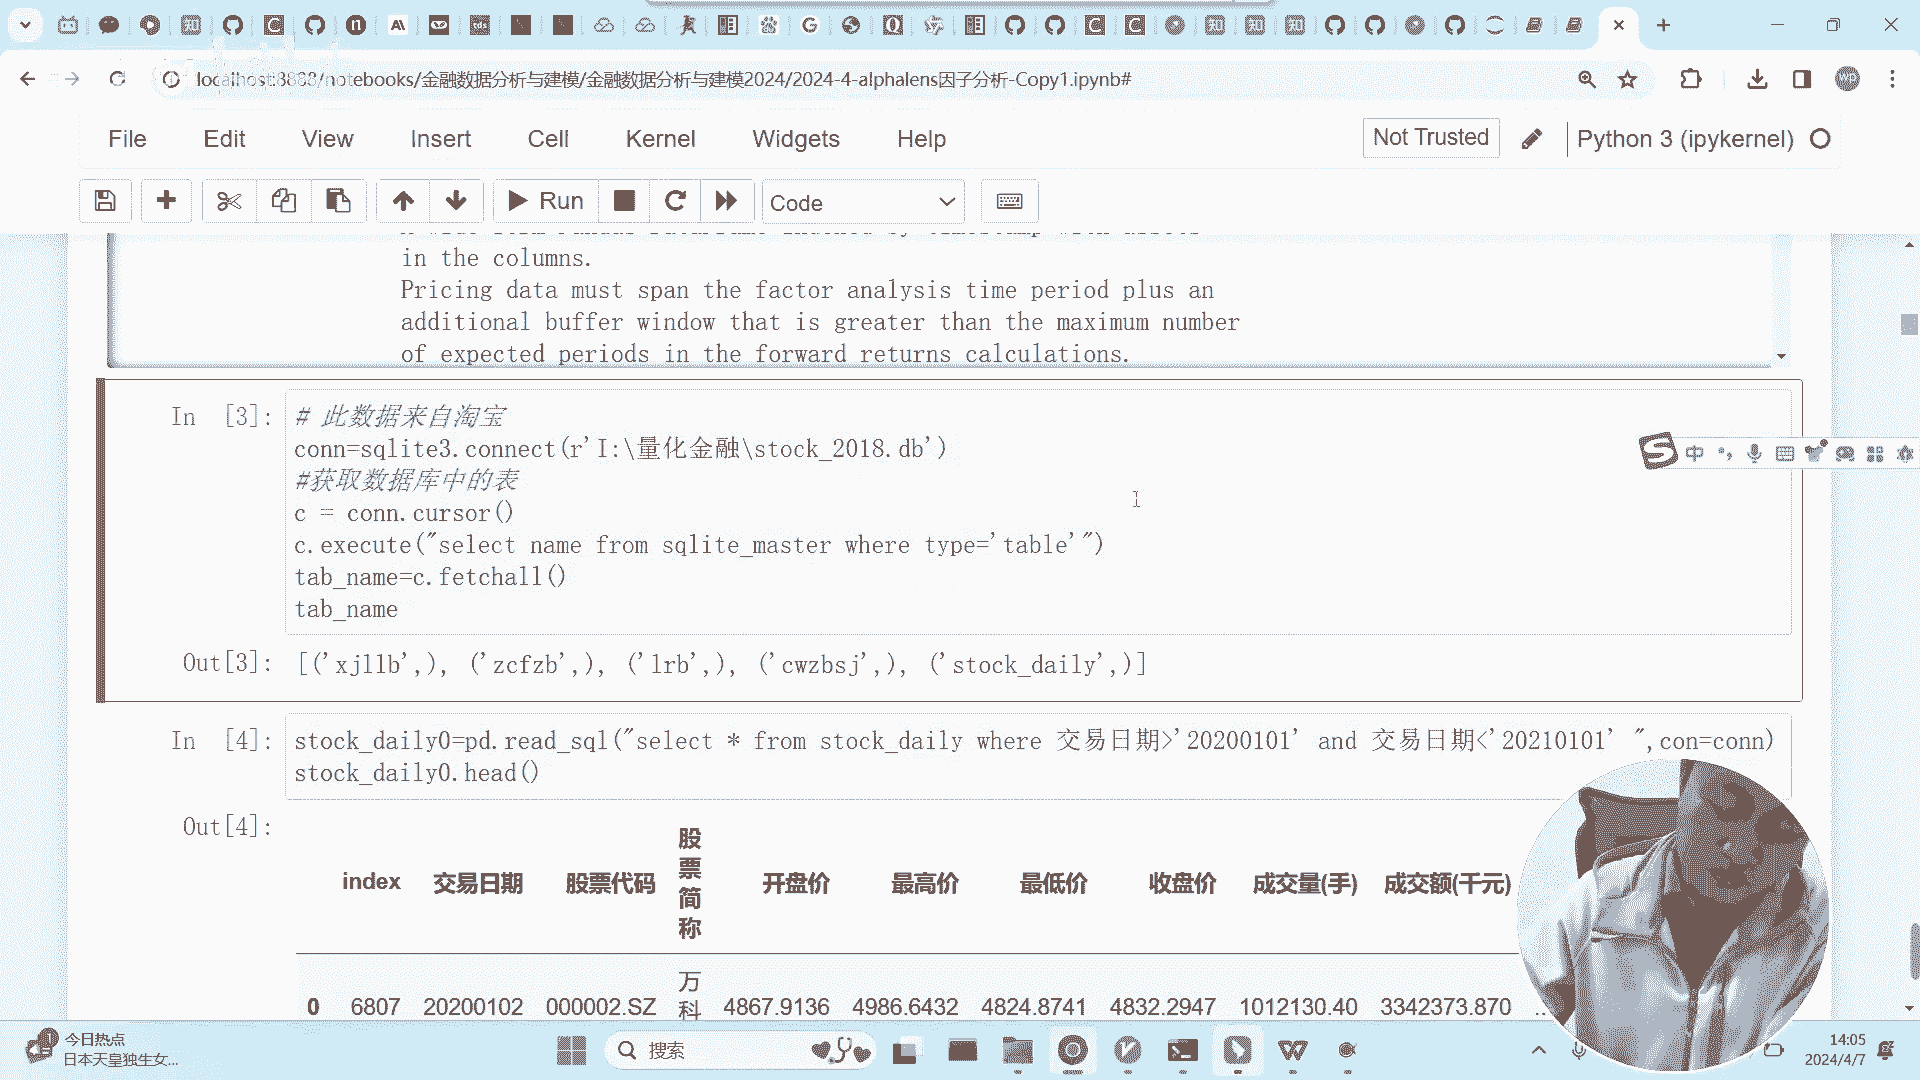 localhost:8888/notebooks/金融数据分析与建模/金融数据分析与建模2024/2024-4-alphalens因子分析-Copy1.ipynb#
File Edit View Insert Cell Kernel Widgets Help
Not Trusted
Python 3 (ipykernel)
Run
Code
in the columns.
Pricing data must span the factor analysis time period plus an
additional buffer window that is greater than the maximum number
of expected periods in the forward returns calculations.
In [3]:
# 此数据来自淘宝
conn=sqlite3.connect(r'I:\量化金融\stock_2018.db')
#获取数据库中的表
c = conn.cursor()
c.execute("select name from sqlite_master where type='table'")
tab_name=c.fetchall()
tab_name
Out[3]: [('xjllb',), ('zcfzb',), ('lrb',), ('cwzbsj',), ('stock_daily',)]
In [4]:
stock_daily0=pd.read_sql("select * from stock_daily where 交易日期>'20200101' and 交易日期<'20210101' ",con=conn)
stock_daily0.head()
Out[4]:
index 交易日期 股票代码 股票简称 开盘价 最高价 最低价 收盘价 成交量(手) 成交额(千元)
0 6807 20200102 000002.SZ 万科 4867.9136 4986.6432 4824.8741 4832.2947 1012130.40 3342373.870 ...
中
今日热点
日本天皇独生女...
搜索
14:05
2024/4/7